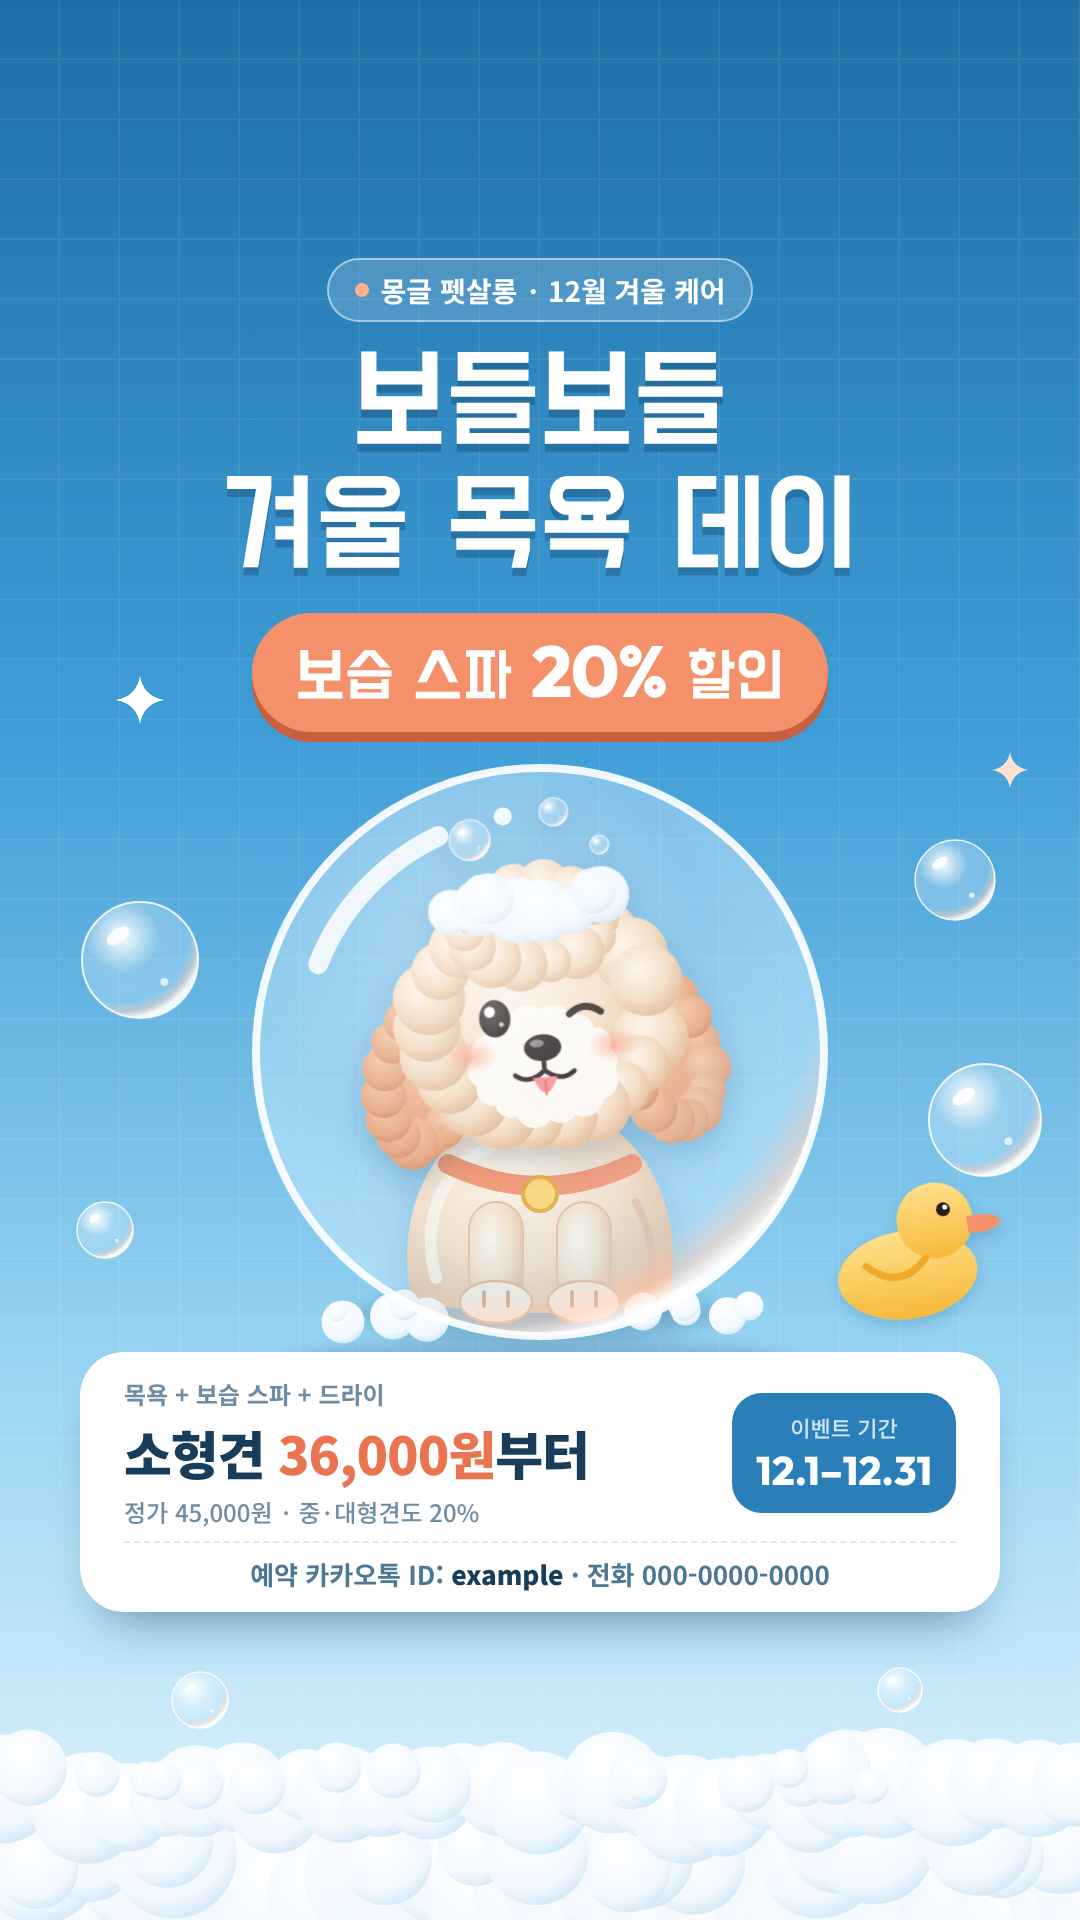 몽글 펫살롱 · 12월 겨울 케어
보들보들
겨울 목욕 데이
보습 스파 20% 할인
목욕 + 보습 스파 + 드라이
소형견 36,000원부터
정가 45,000원 · 중·대형견도 20%
이벤트 기간
12.1–12.31
예약 카카오톡 ID: example · 전화 000-0000-0000